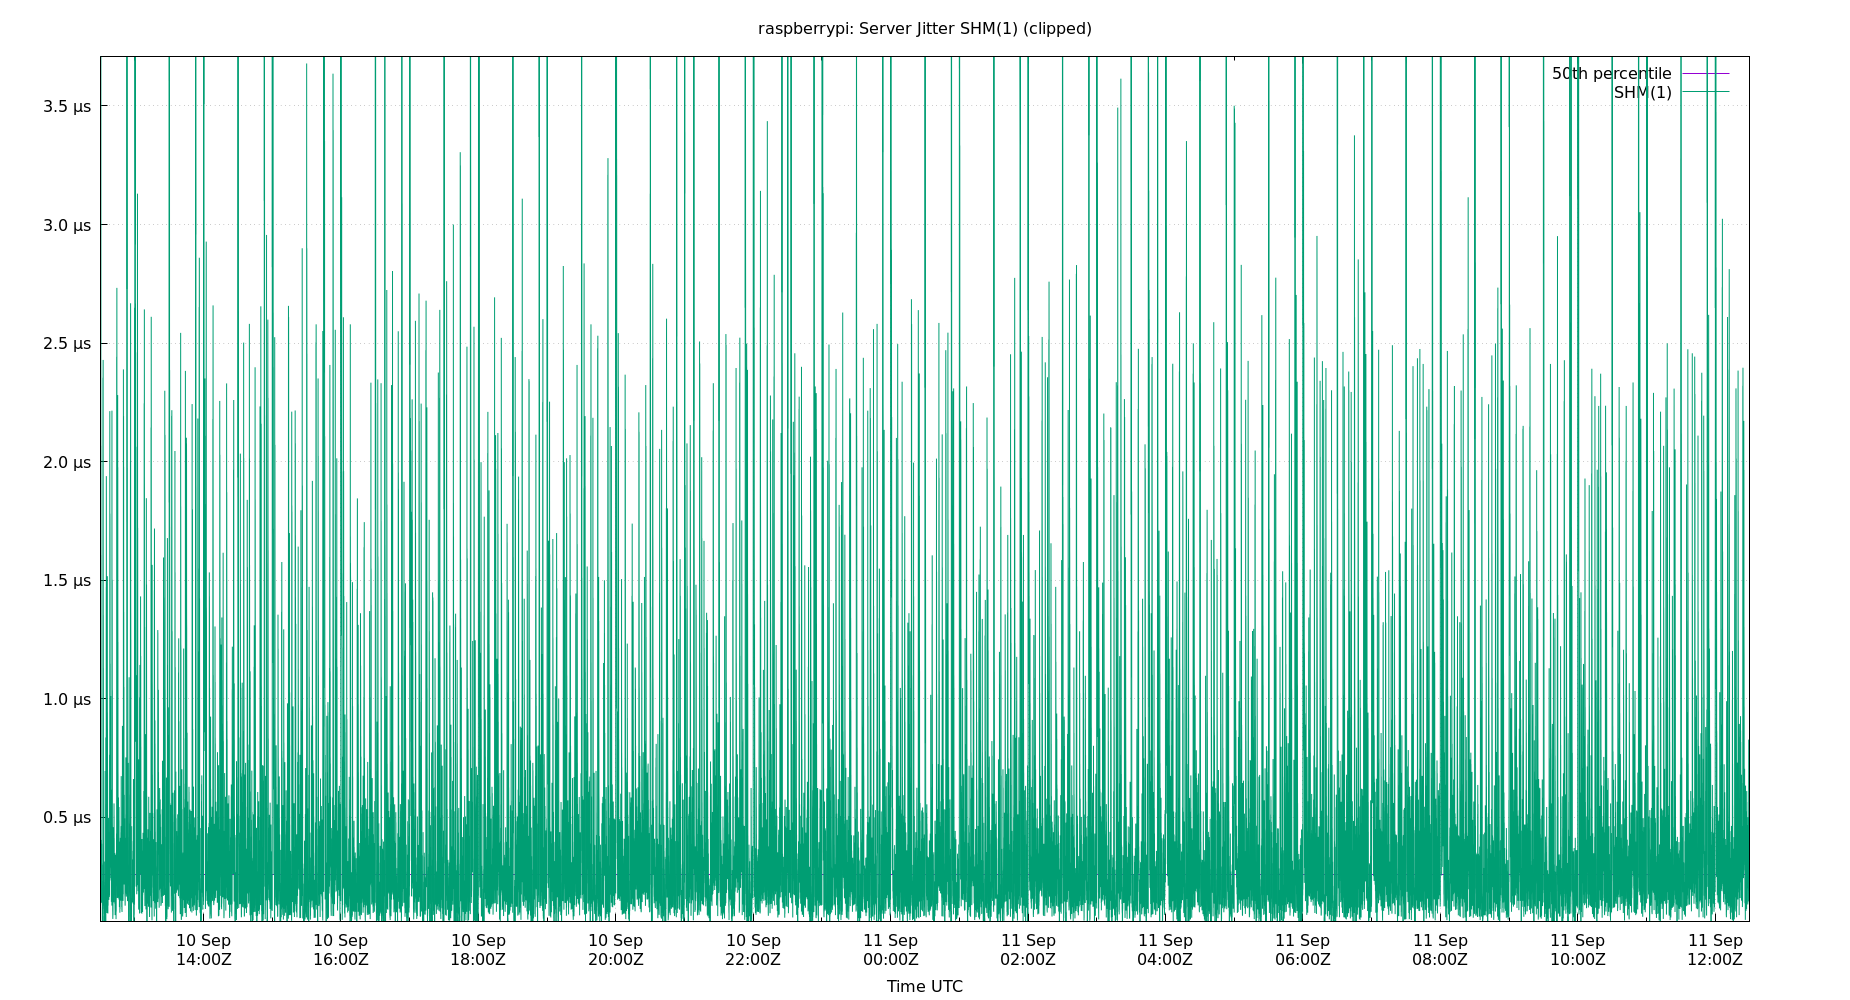 raspberrypi: Server Jitter SHM(1) (clipped)
50th percentile
SHM(1)
3.5 µs
3.0 µs
2.5 µs
2.0 µs
1.5 µs
1.0 µs
0.5 µs
10 Sep 10 Sep 10 Sep 10 Sep 10 Sep 11 Sep 11 Sep 11 Sep 11 Sep 11 Sep 11 Sep 11 Sep
14:00Z 16:00Z 18:00Z 20:00Z 22:00Z 00:00Z 02:00Z 04:00Z 06:00Z 08:00Z 10:00Z 12:00Z
Time UTC